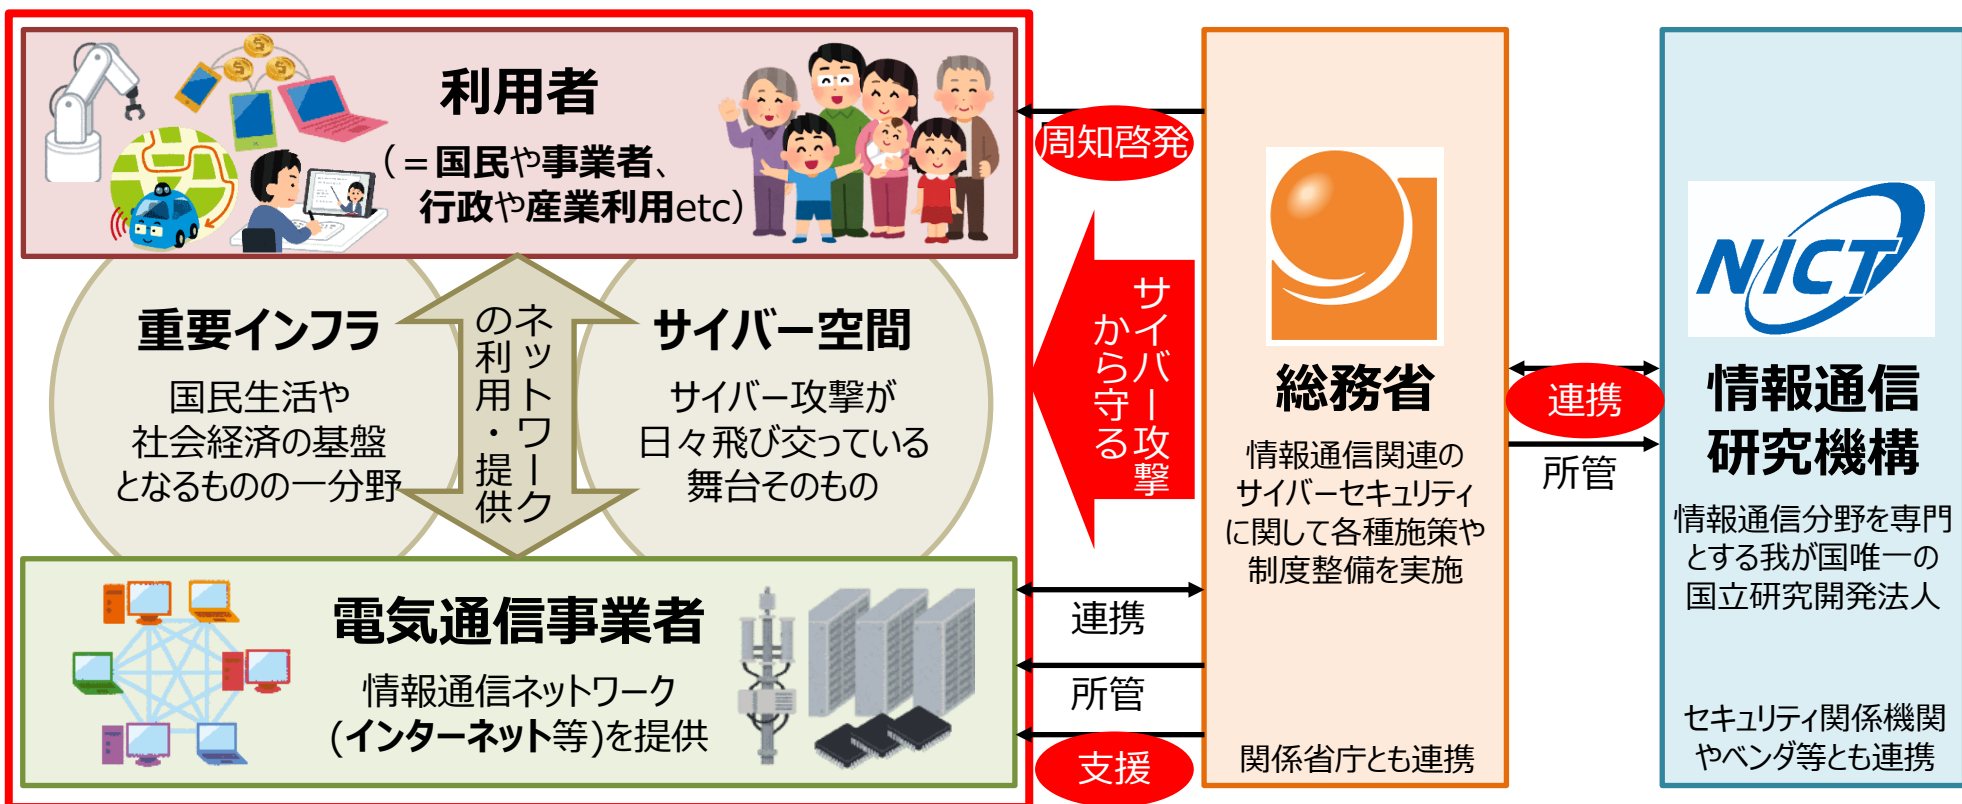 利用者
(=国民や事業者、
行政や産業利用etc)
重要インフラ
国民生活や
社会経済の基盤
となるものの一分野
ネットワーク
の利用・提供
サイバー空間
サイバー攻撃が
日々飛び交っている
舞台そのもの
電気通信事業者
情報通信ネットワーク
(インターネット等)を提供
周知啓発
サイバー攻撃
から守る
連携
所管
支援
総務省
情報通信関連の
サイバーセキュリティ
に関して各種施策や
制度整備を実施
関係省庁とも連携
連携
所管
NICT
情報通信
研究機構
情報通信分野を専門
とする我が国唯一の
国立研究開発法人
セキュリティ関係機関
やベンダ等とも連携